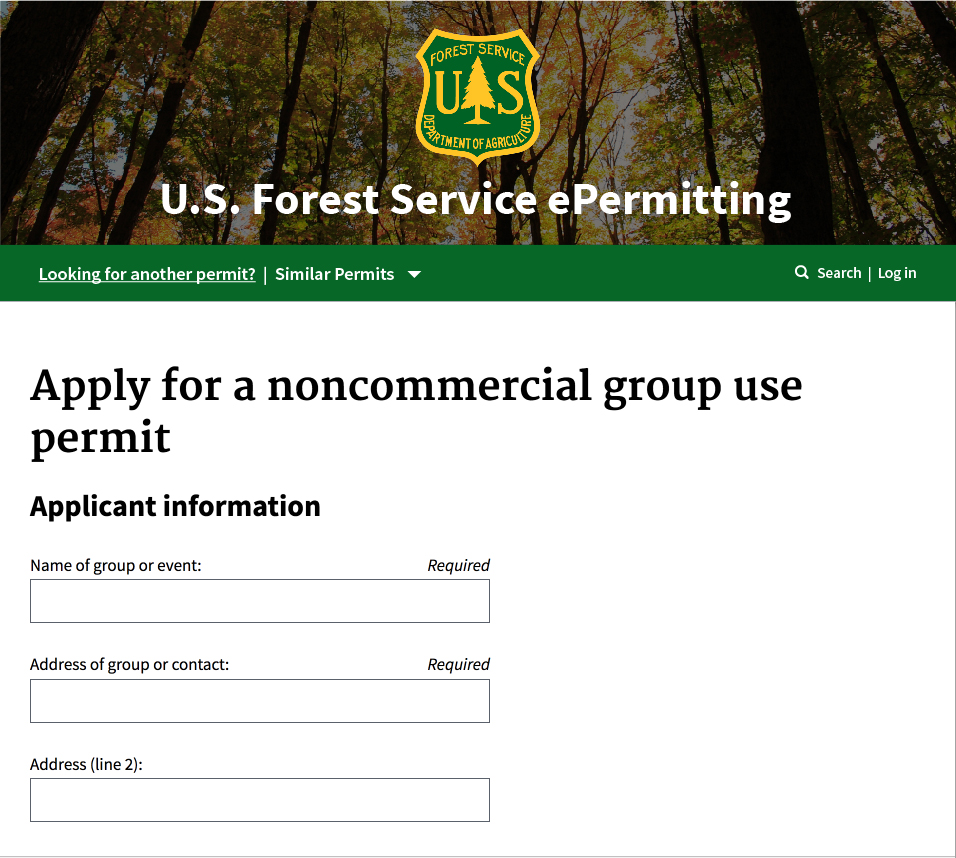 FOREST SERVICE
U S
DEPARTMENT OF AGRICULTURE
U.S. Forest Service ePermitting
Looking for another permit? | Similar Permits
Search | Log in
Apply for a noncommercial group use
permit
Applicant information
Name of group or event: Required
Address of group or contact: Required
Address (line 2):